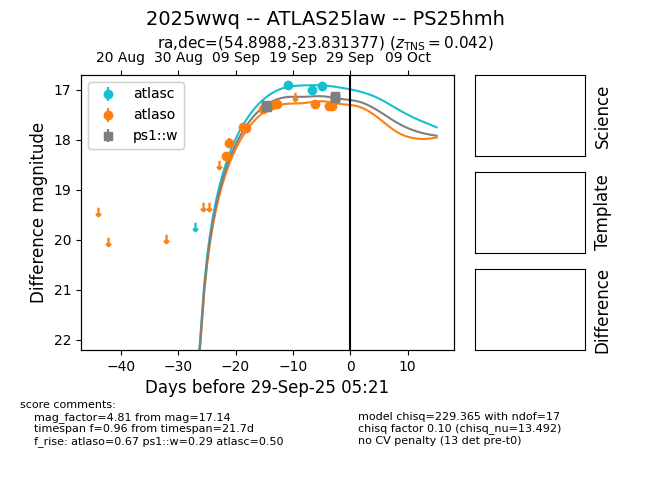 2025wwq -- ATLAS25law -- PS25hmh
ra,dec=(54.8988,-23.831377) (z_TNS = 0.042)
20 Aug 30 Aug 09 Sep 19 Sep 29 Sep 09 Oct
atlasc
atlaso
ps1::w
17
18
19
20
21
22
Difference magnitude
−40 −30 −20 −10 0 10
Days before 29-Sep-25 05:21
Science
Template
Difference
score comments:
mag_factor=4.81 from mag=17.14
timespan f=0.96 from timespan=21.7d
f_rise: atlaso=0.67 ps1::w=0.29 atlasc=0.50
model chisq=229.365 with ndof=17
chisq factor 0.10 (chisq_nu=13.492)
no CV penalty (13 det pre-t0)